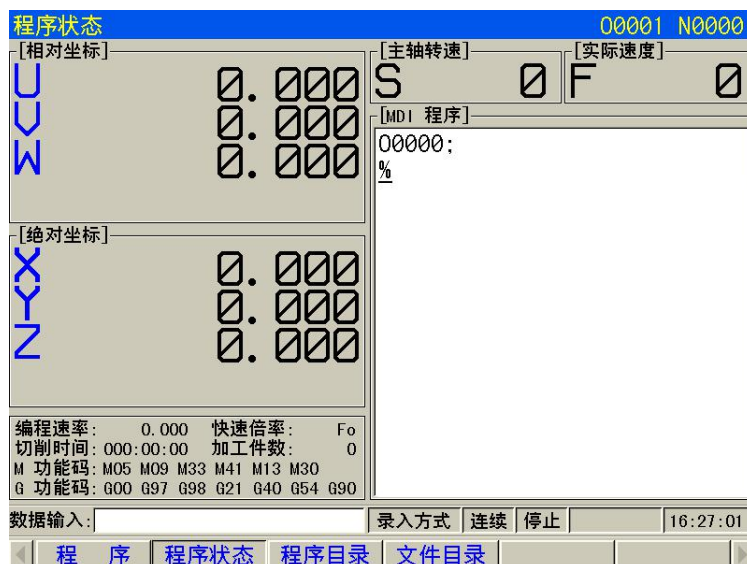 程序状态 O0001 N0000
[相对坐标]
U 0.000
V 0.000
W 0.000
[主轴转速] [实际速度]
S 0 F 0
[MDI 程序]
O0000;
%
[绝对坐标]
X 0.000
Y 0.000
Z 0.000
编程速率: 0.000 快速倍率: Fo
切削时间: 000:00:00 加工件数: 0
M 功能码: M05 M09 M33 M41 M13 M30
G 功能码: G00 G97 G98 G21 G40 G54 G90
数据输入: 录入方式 连续 停止 16:27:01
程 序 程序状态 程序目录 文件目录